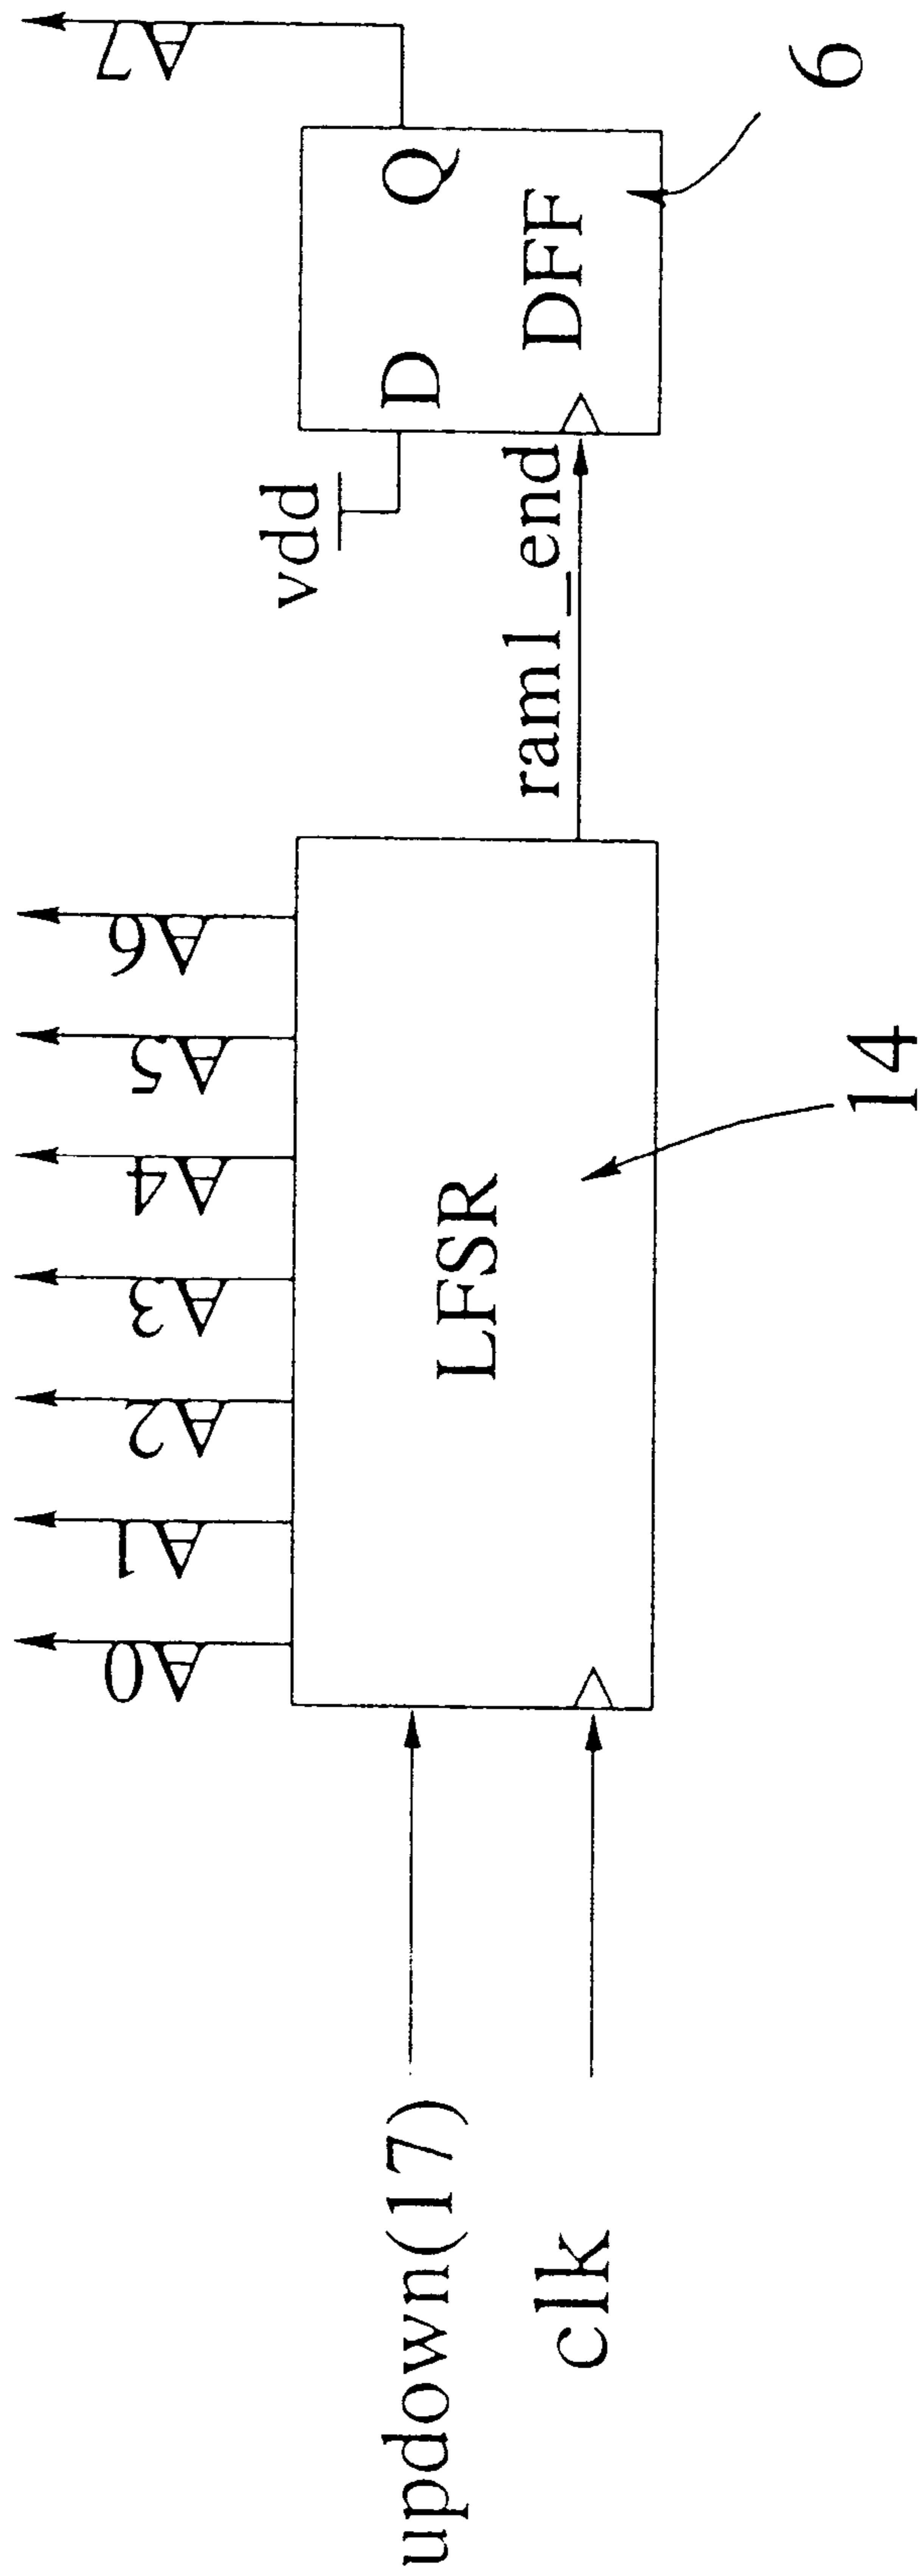 A0
A1
A2
A3
A4
A5
A6
A7
vdd
D
Q
updown(17)
LFSR
ram1_end
DFF
clk
14
6